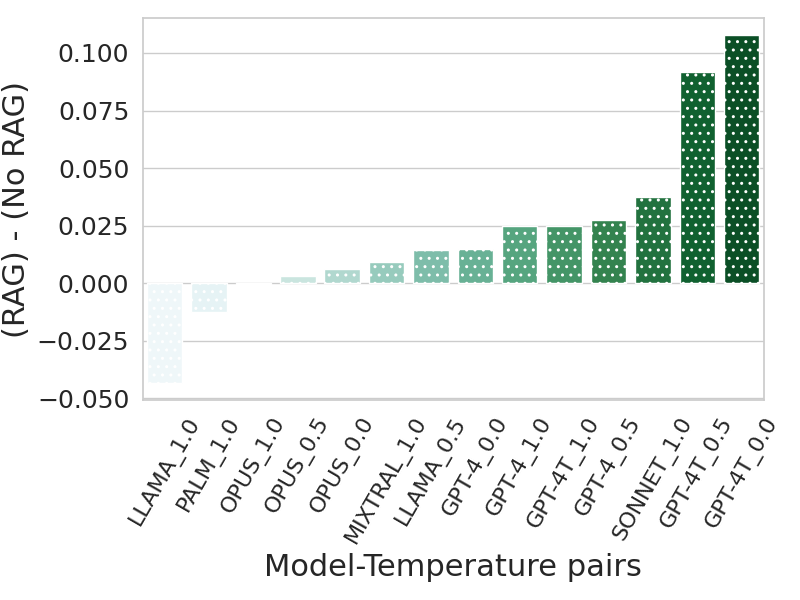 (RAG) - (No RAG)
0.100
0.075
0.050
0.025
0.000
−0.025
−0.050
LLAMA_1.0
PALM_1.0
OPUS_1.0
OPUS_0.5
OPUS_0.0
MIXTRAL_1.0
LLAMA_0.5
GPT-4_0.0
GPT-4_1.0
GPT-4T_1.0
GPT-4_0.5
SONNET_1.0
GPT-4T_0.5
GPT-4T_0.0
Model-Temperature pairs